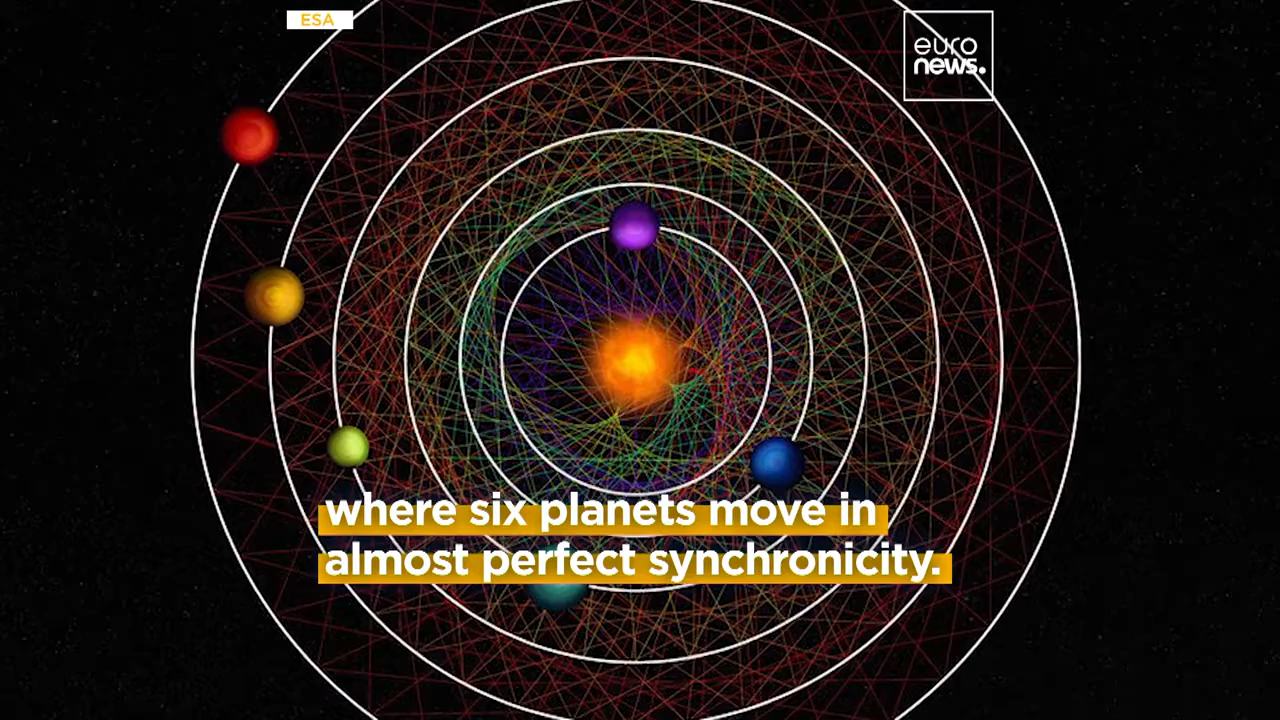 ESA
euro
news.
where six planets move in
almost perfect synchronicity.